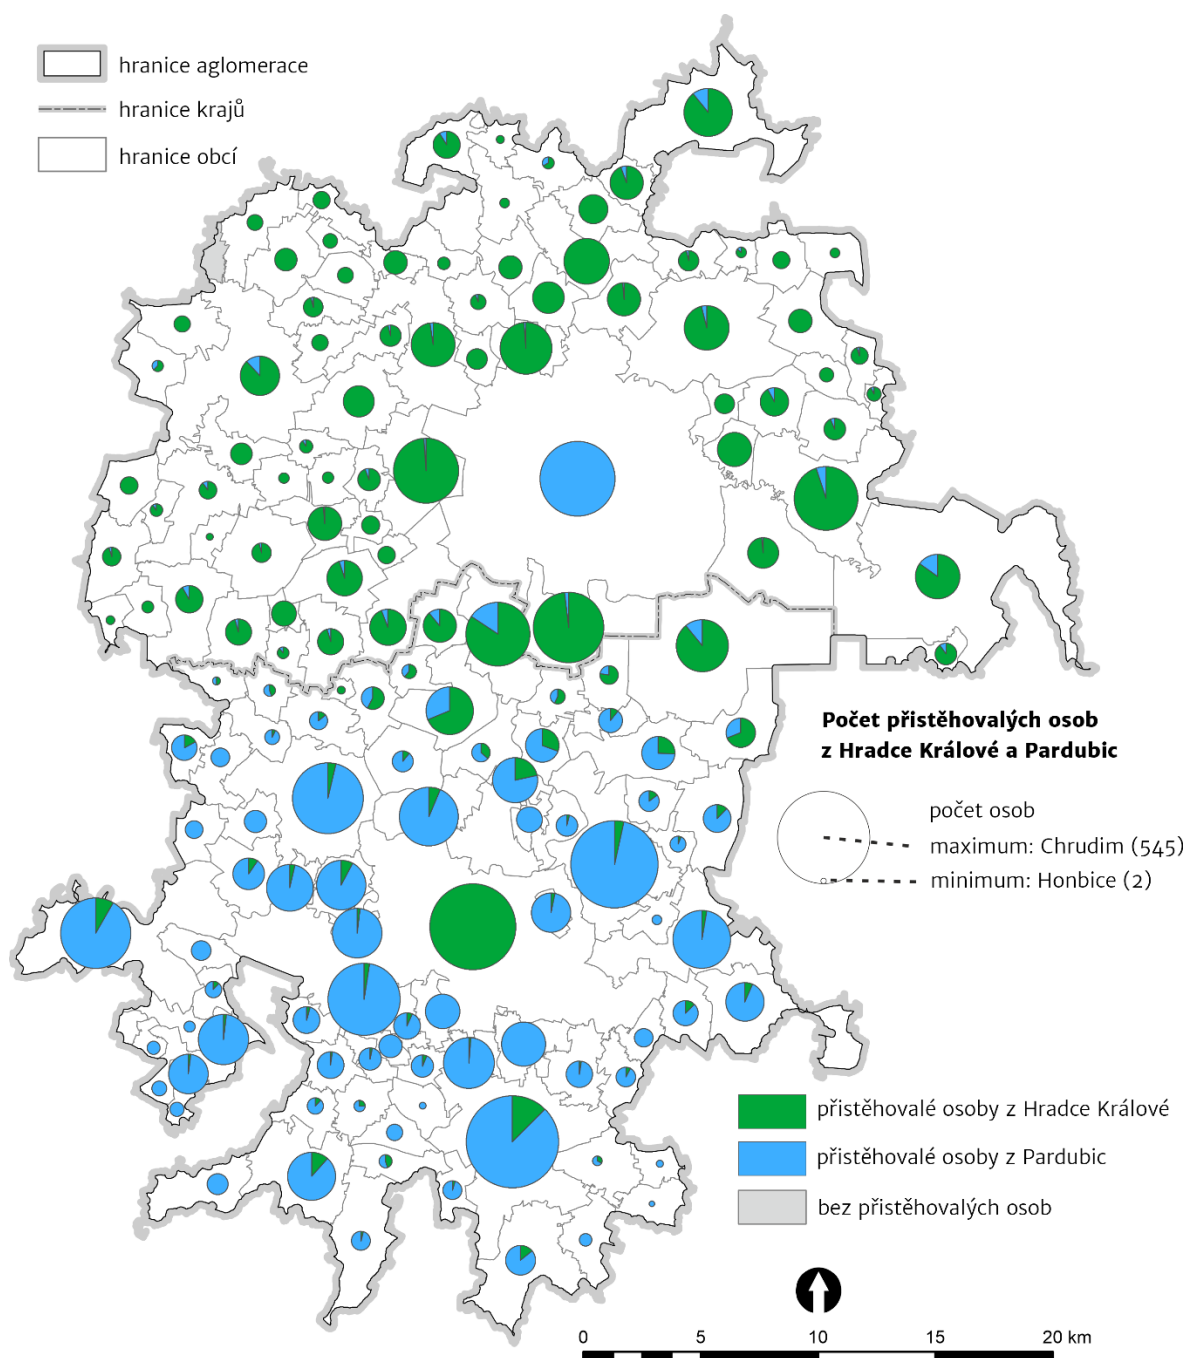 hranice aglomerace
hranice krajů
hranice obcí
Počet přistěhovalých osob
z Hradce Králové a Pardubic
počet osob
maximum: Chrudim (545)
minimum: Honbice (2)
přistěhovalé osoby z Hradce Králové
přistěhovalé osoby z Pardubic
bez přistěhovalých osob
0 5 10 15 20 km